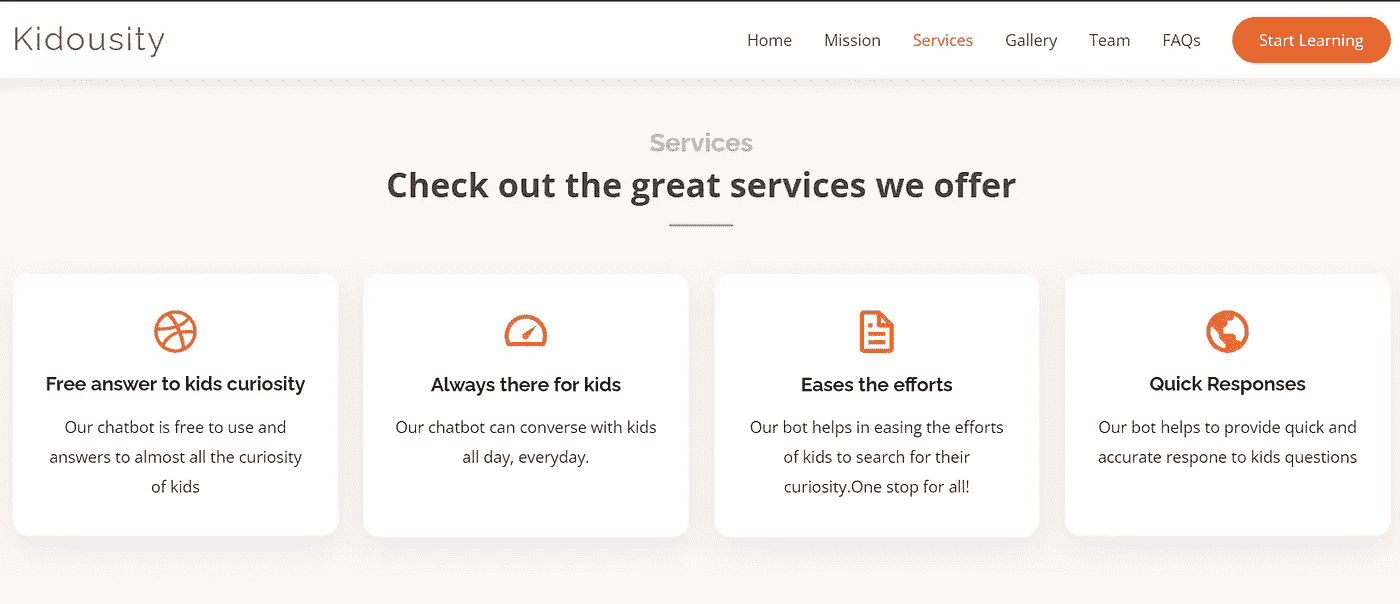 Kidousity
Home Mission Services Gallery Team FAQs Start Learning
Services
Check out the great services we offer
Free answer to kids curiosity
Our chatbot is free to use and
answers to almost all the curiosity
of kids
Always there for kids
Our chatbot can converse with kids
all day, everyday.
Eases the efforts
Our bot helps in easing the efforts
of kids to search for their
curiosity.One stop for all!
Quick Responses
Our bot helps to provide quick and
accurate respone to kids questions